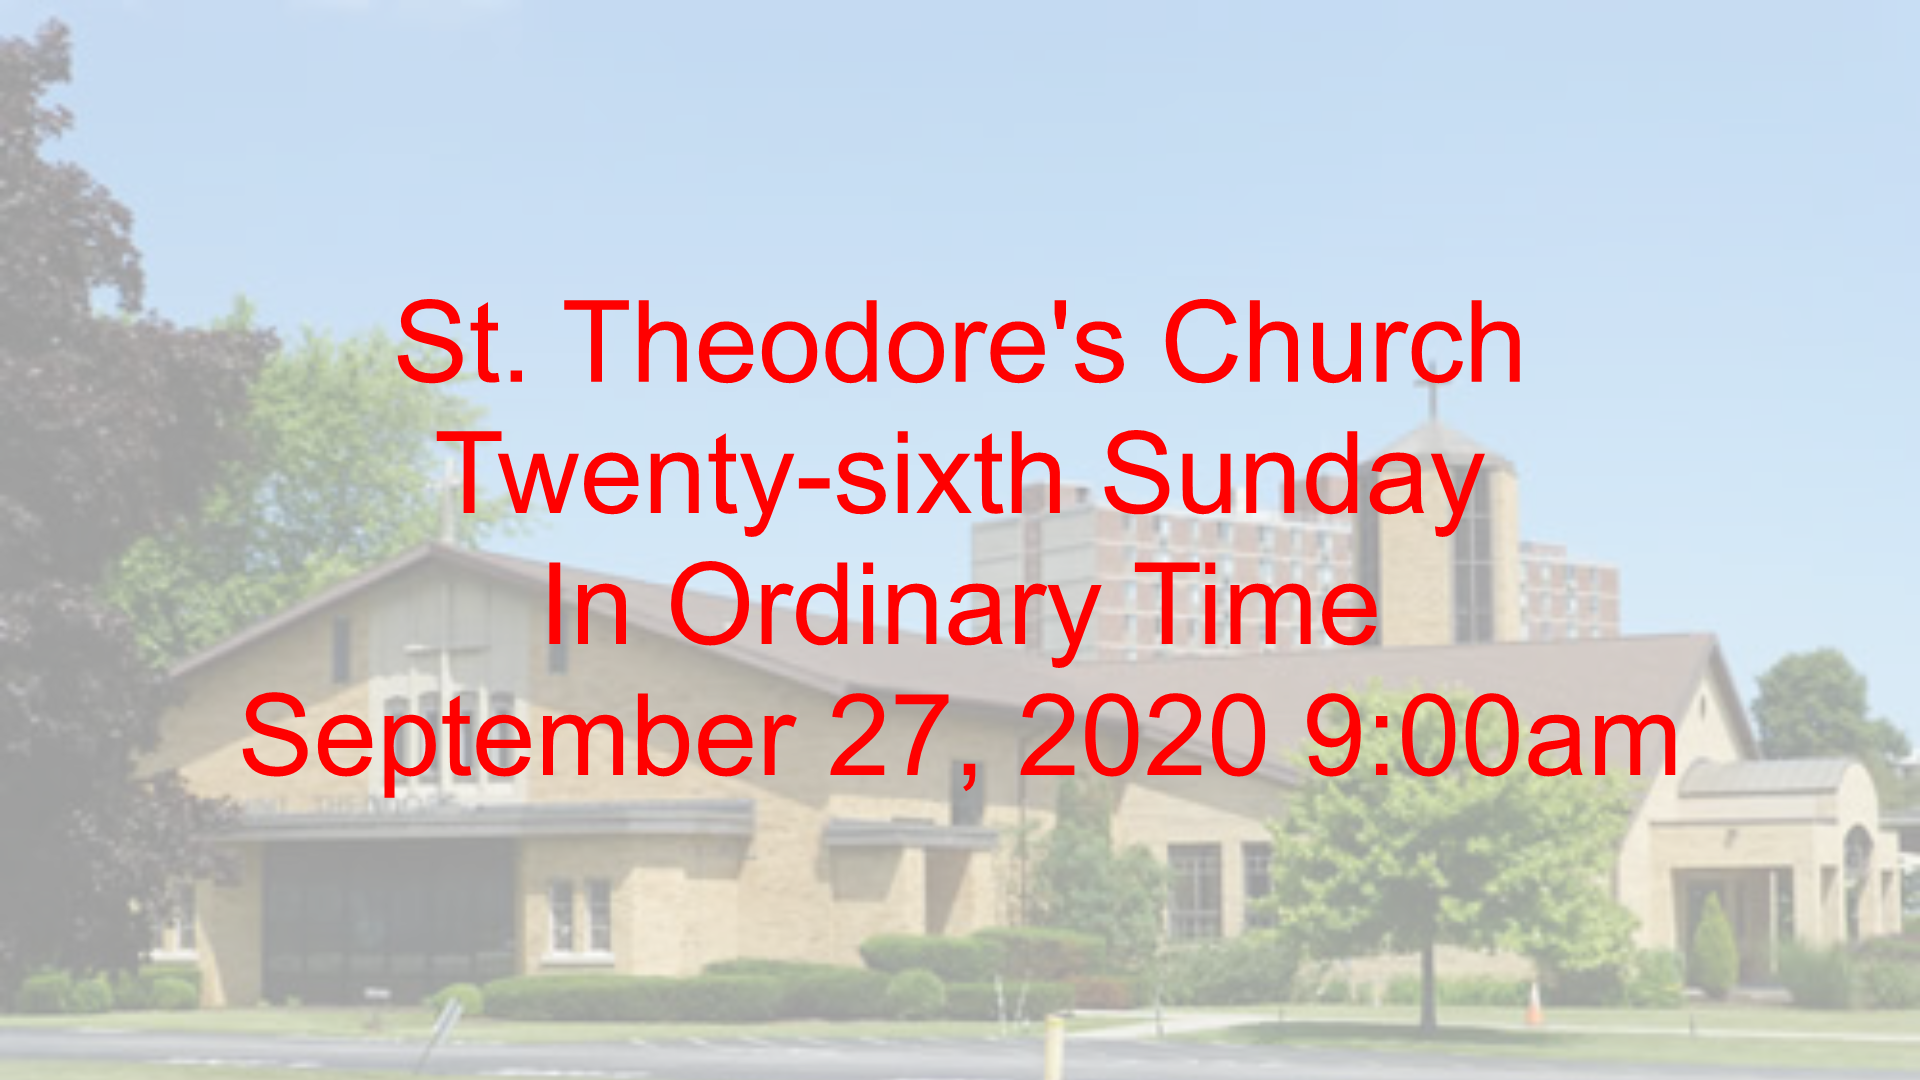 St. Theodore's Church
Twenty-sixth Sunday
In Ordinary Time
September 27, 2020 9:00am